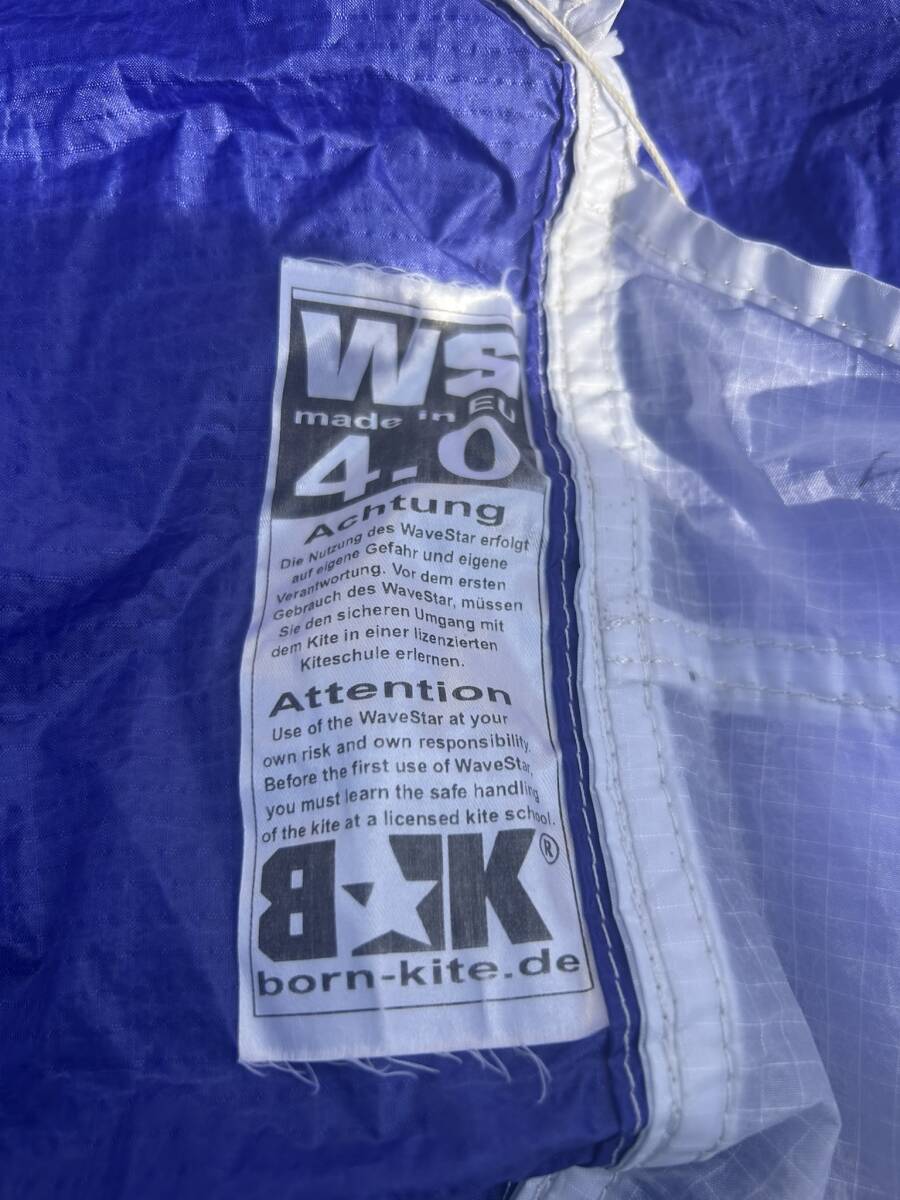 WS
made in EU
4.0
Achtung
Die Nutzung des WaveStar erfolgt
auf eigene Gefahr und eigene
Verantwortung. Vor dem ersten
Gebrauch des WaveStar, müssen
Sie den sicheren Umgang mit
dem Kite in einer lizenzierten
Kiteschule erlernen.
Attention
Use of the WaveStar at your
own risk and own responsibility.
Before the first use of WaveStar,
you must learn the safe handling
of the kite at a licensed kite school.
B★K®
born-kite.de